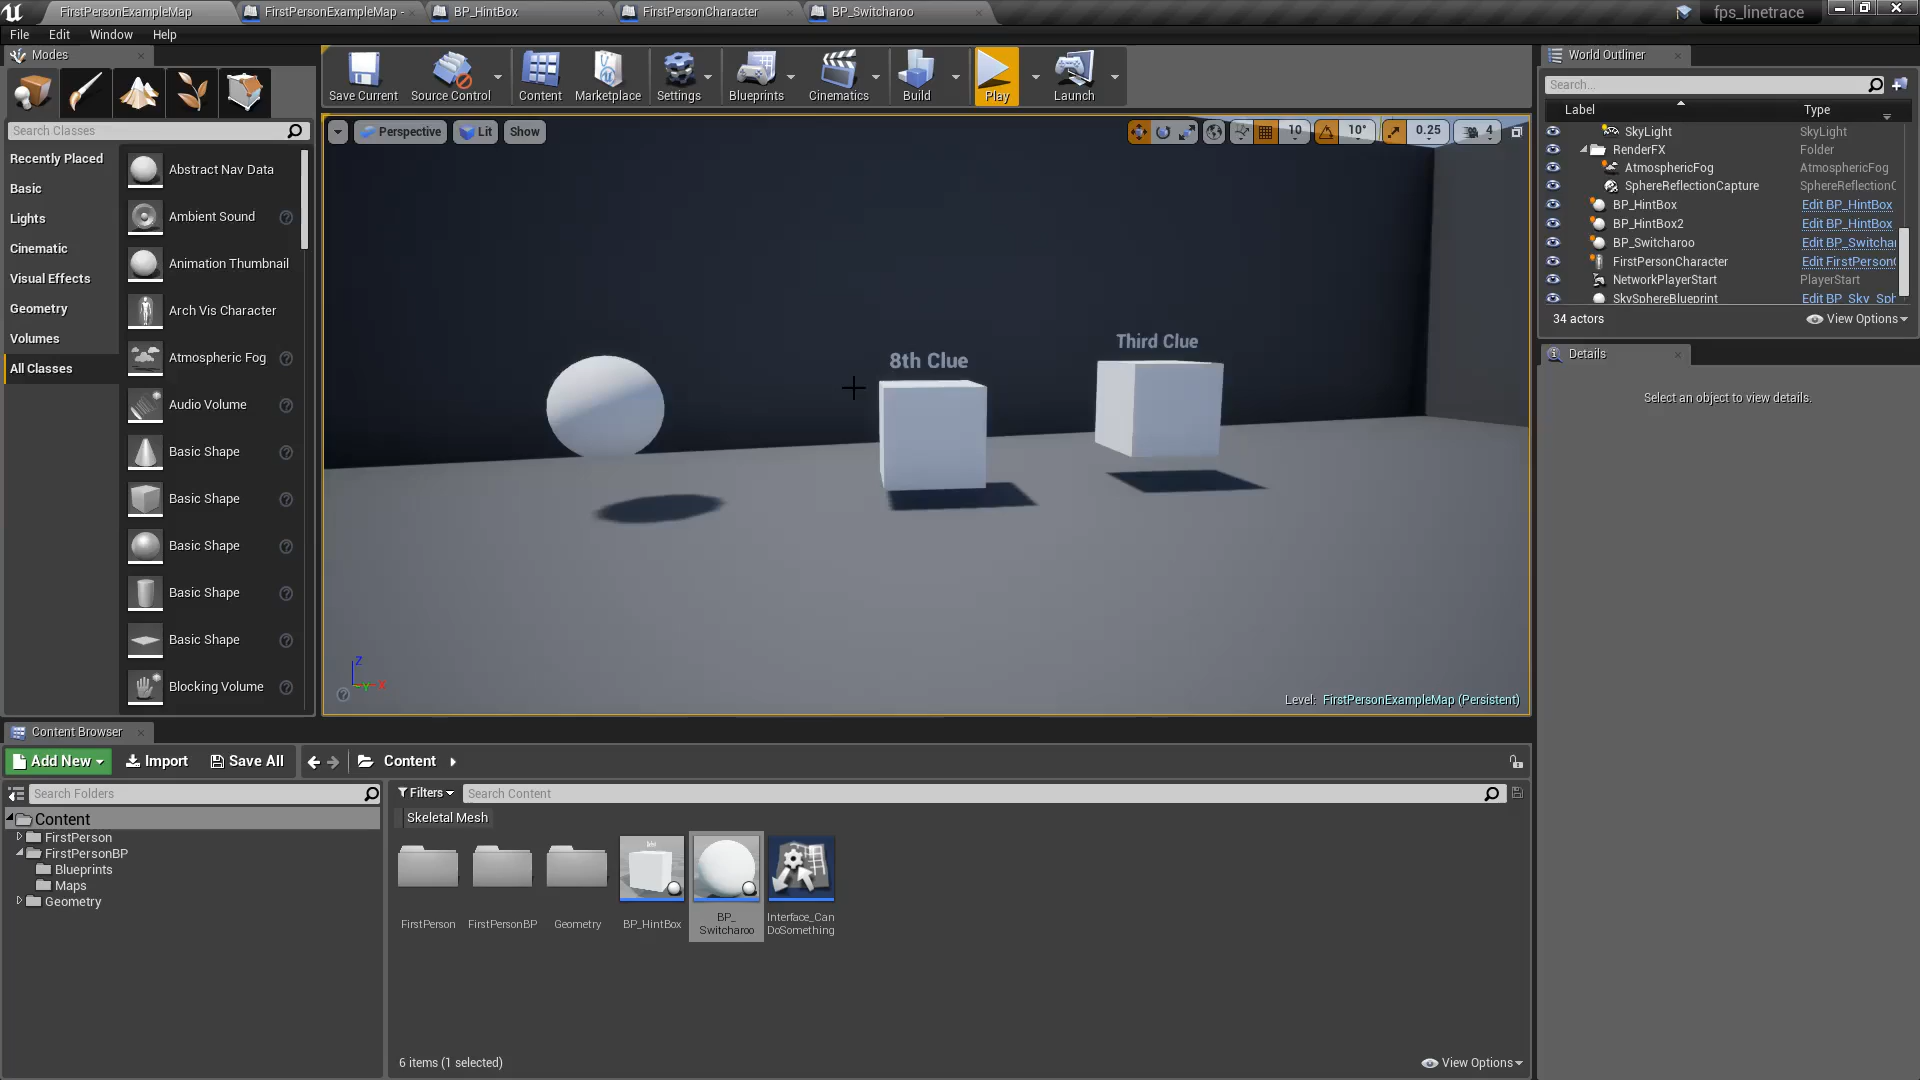 FirstPersonExampleMap
FirstPersonExampleMap -
BP_HintBox
FirstPersonCharacter
BP_Switcharoo
fps_linetrace
File Edit Window Help
Modes
Save Current
Source Control
Content
Marketplace
Settings
Blueprints
Cinematics
Build
Play
Launch
Search Classes
Recently Placed
Basic
Lights
Cinematic
Visual Effects
Geometry
Volumes
All Classes
Abstract Nav Data
Ambient Sound
Animation Thumbnail
Arch Vis Character
Atmospheric Fog
Audio Volume
Basic Shape
Basic Shape
Basic Shape
Basic Shape
Basic Shape
Blocking Volume
Perspective
Lit
Show
10
10°
0.25
4
8th Clue
Third Clue
Z
Y
X
Level: FirstPersonExampleMap (Persistent)
World Outliner
Search...
Label Type
SkyLight SkyLight
RenderFX Folder
AtmosphericFog AtmosphericFog
SphereReflectionCapture SphereReflectionC
BP_HintBox Edit BP_HintBox
BP_HintBox2 Edit BP_HintBox
BP_Switcharoo Edit BP_Switchar
FirstPersonCharacter Edit FirstPersonC
NetworkPlayerStart PlayerStart
SkySphereBlueprint Edit BP_Sky_Sph
34 actors
View Options
Details
Select an object to view details.
Content Browser
Add New
Import
Save All
Content
Search Folders
Content
FirstPerson
FirstPersonBP
Blueprints
Maps
Geometry
Filters
Search Content
Skeletal Mesh
FirstPerson
FirstPersonBP
Geometry
BP_HintBox
BP_
Switcharoo
Interface_Can
DoSomething
6 items (1 selected)
View Options